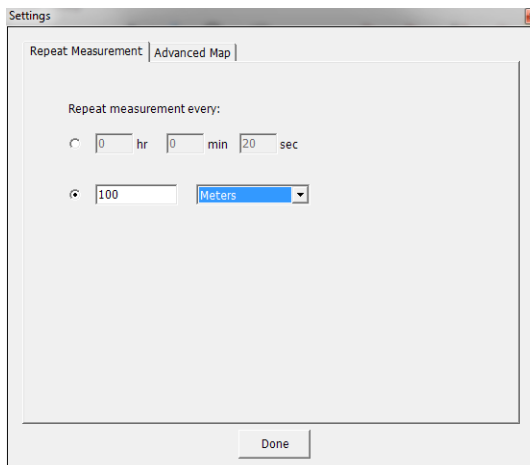 Settings
Repeat Measurement Advanced Map
Repeat measurement every:
0 hr 0 min 20 sec
100 Meters
Done